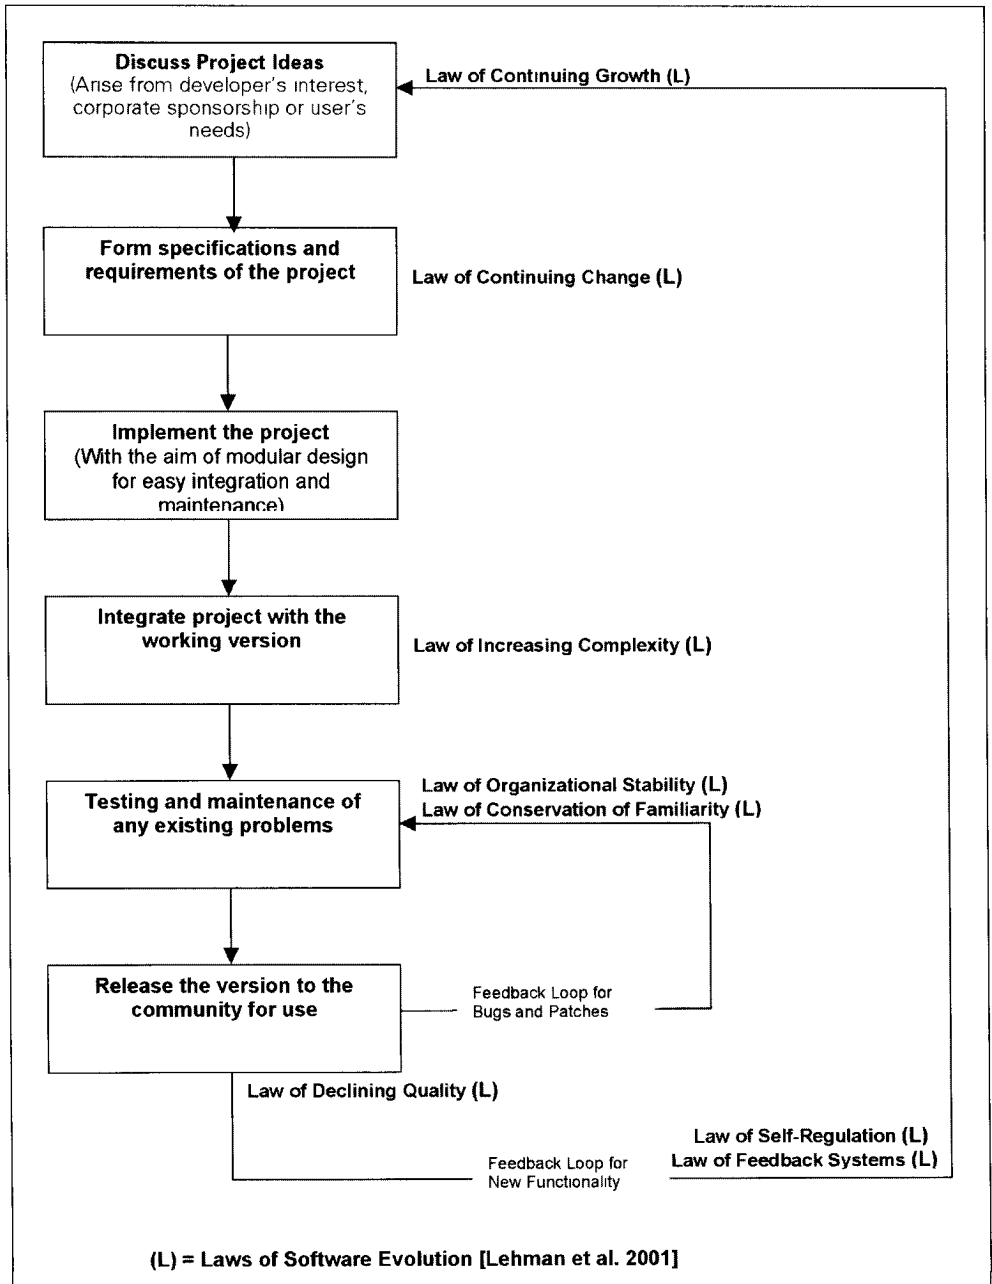 Discuss Project Ideas
(Arise from developer's interest,
corporate sponsorship or user's
needs)
Law of Continuing Growth (L)
Form specifications and
requirements of the project
Law of Continuing Change (L)
Implement the project
(With the aim of modular design
for easy integration and
maintenance)
Integrate project with the
working version
Law of Increasing Complexity (L)
Law of Organizational Stability (L)
Law of Conservation of Familiarity (L)
Testing and maintenance of
any existing problems
Release the version to the
community for use
Feedback Loop for
Bugs and Patches
Law of Declining Quality (L)
Law of Self-Regulation (L)
Law of Feedback Systems (L)
Feedback Loop for
New Functionality
(L) = Laws of Software Evolution [Lehman et al. 2001]